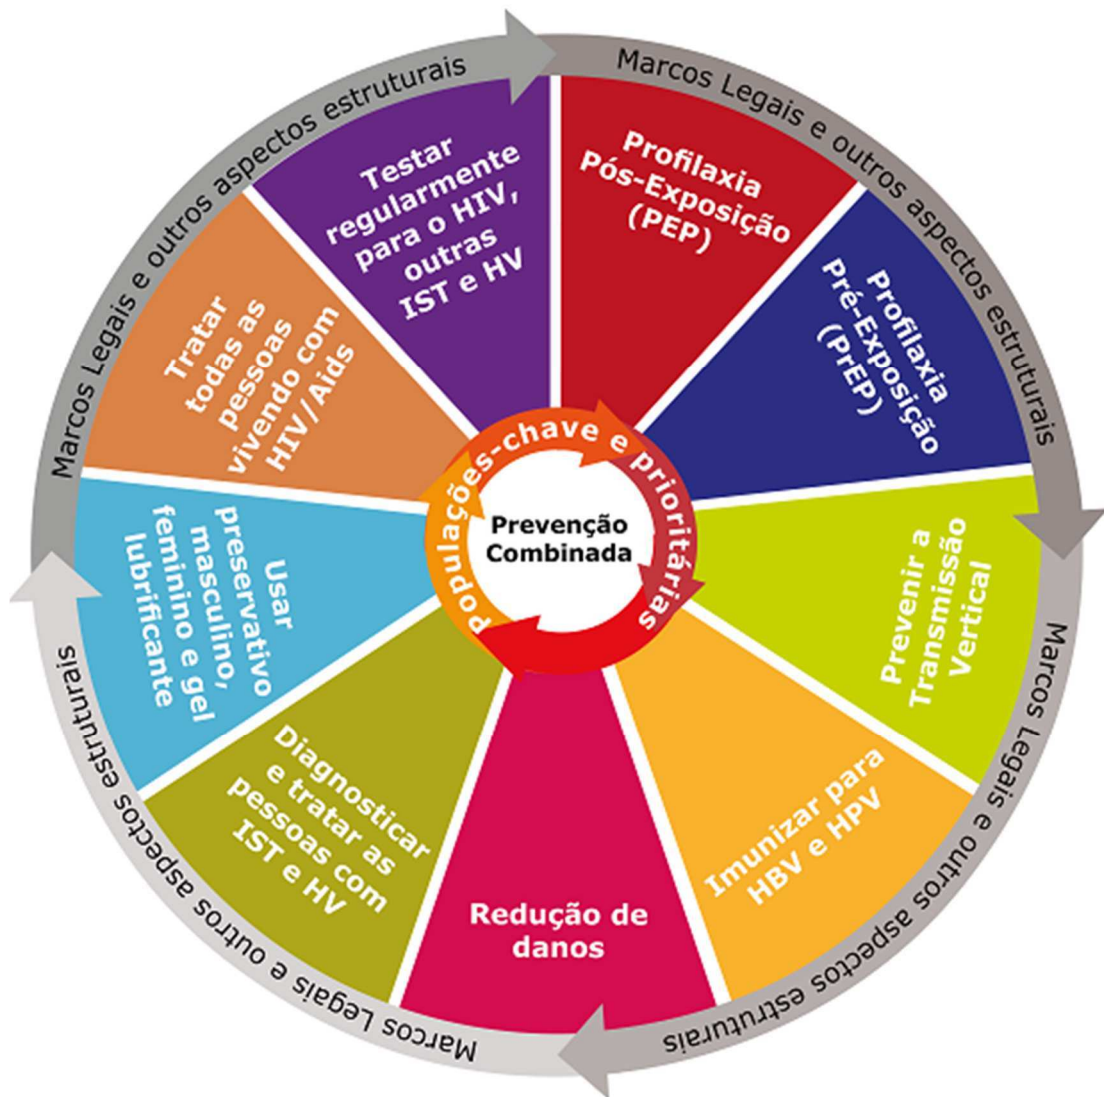 Marcos Legais e outros aspectos estruturais
Marcos Legais e outros aspectos estruturais
Marcos Legais e outros aspectos estruturais
Marcos Legais e outros aspectos estruturais
Profilaxia
Pós-Exposição
(PEP)
Profilaxia
Pré-Exposição
(PrEP)
Prevenir a
Transmissão
Vertical
Imunizar para
HBV e HPV
Redução de
danos
Diagnosticar
e tratar as
pessoas com
IST e HV
Usar
preservativo
masculino,
feminino e gel
lubrificante
Tratar
todas as
pessoas
vivendo com
HIV//Aids
Testar
regularmente
para o HIV,
outras
IST e HV
Populações-chave e prioritárias
Prevenção
Combinada